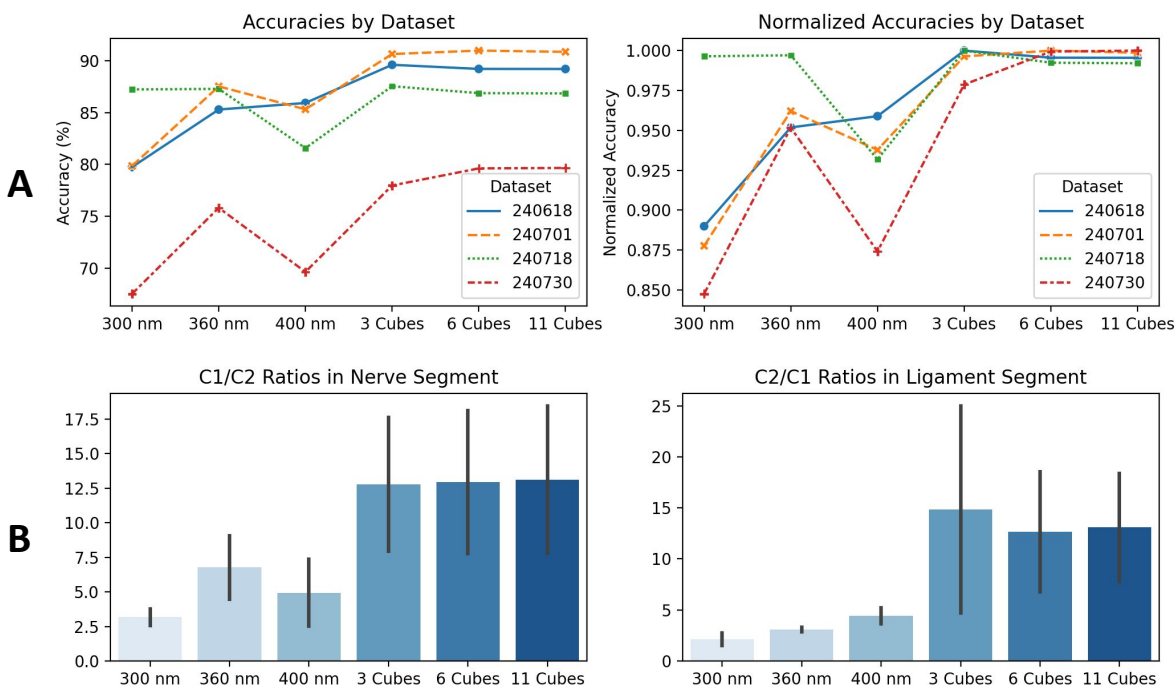 Accuracies by Dataset
Normalized Accuracies by Dataset
A
Accuracy (%)
90
85
80
75
70
Dataset
240618
240701
240718
240730
300 nm 360 nm 400 nm 3 Cubes 6 Cubes 11 Cubes
Normalized Accuracy
1.000
0.975
0.950
0.925
0.900
0.875
0.850
Dataset
240618
240701
240718
240730
300 nm 360 nm 400 nm 3 Cubes 6 Cubes 11 Cubes
B
C1/C2 Ratios in Nerve Segment
17.5
15.0
12.5
10.0
7.5
5.0
2.5
0.0
300 nm 360 nm 400 nm 3 Cubes 6 Cubes 11 Cubes
C2/C1 Ratios in Ligament Segment
25
20
15
10
5
0
300 nm 360 nm 400 nm 3 Cubes 6 Cubes 11 Cubes